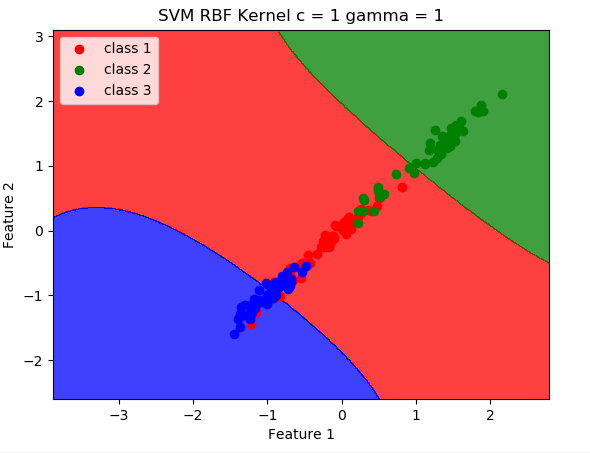 SVM RBF Kernel c = 1 gamma = 1
class 1
class 2
class 3
Feature 2
3
2
1
0
−1
−2
−3 −2 −1 0 1 2
Feature 1